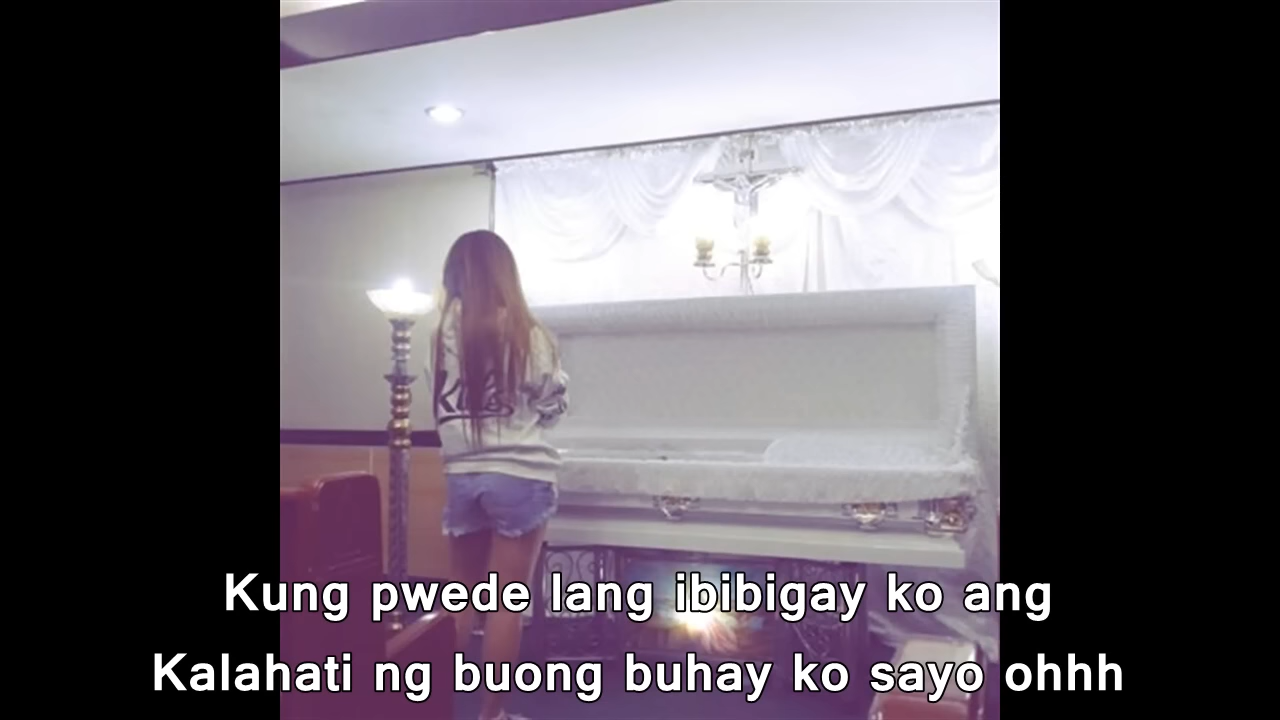 Kung pwede lang ibibigay ko ang
Kalahati ng buong buhay ko sayo ohhh